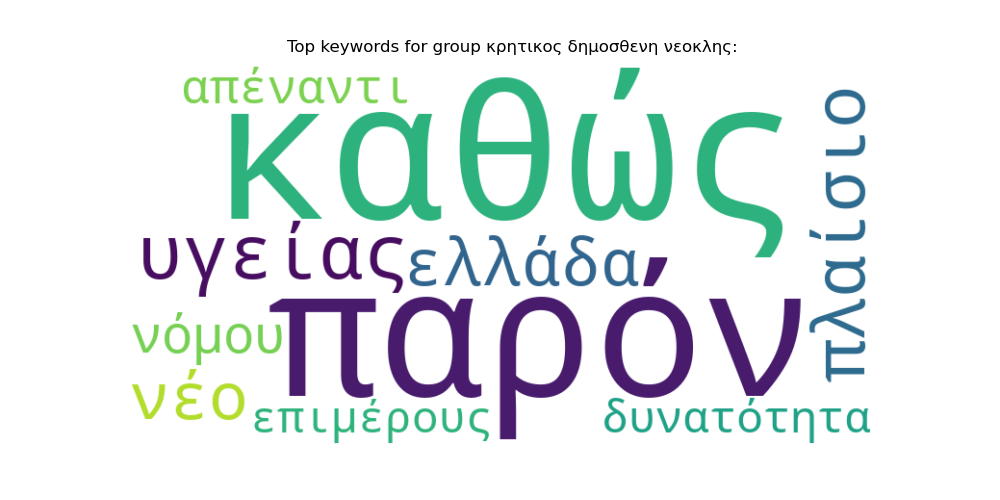 Top keywords for group κρητικος δημοσθενη νεοκλης:
απέναντι
καθώς
πλαίσιο
υγείας
ελλάδα
παρόν
νόμου
νέο
επιμέρους
δυνατότητα